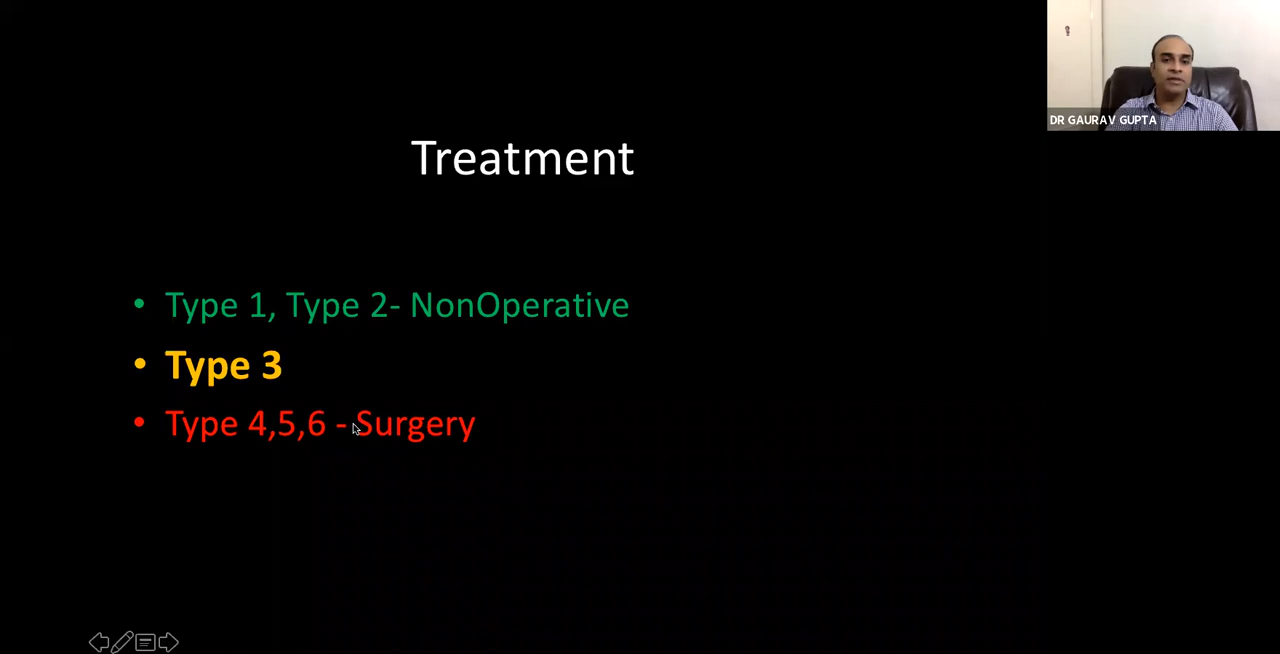 DR GAURAV GUPTA
Treatment
• Type 1, Type 2- NonOperative
• Type 3
• Type 4,5,6 - Surgery